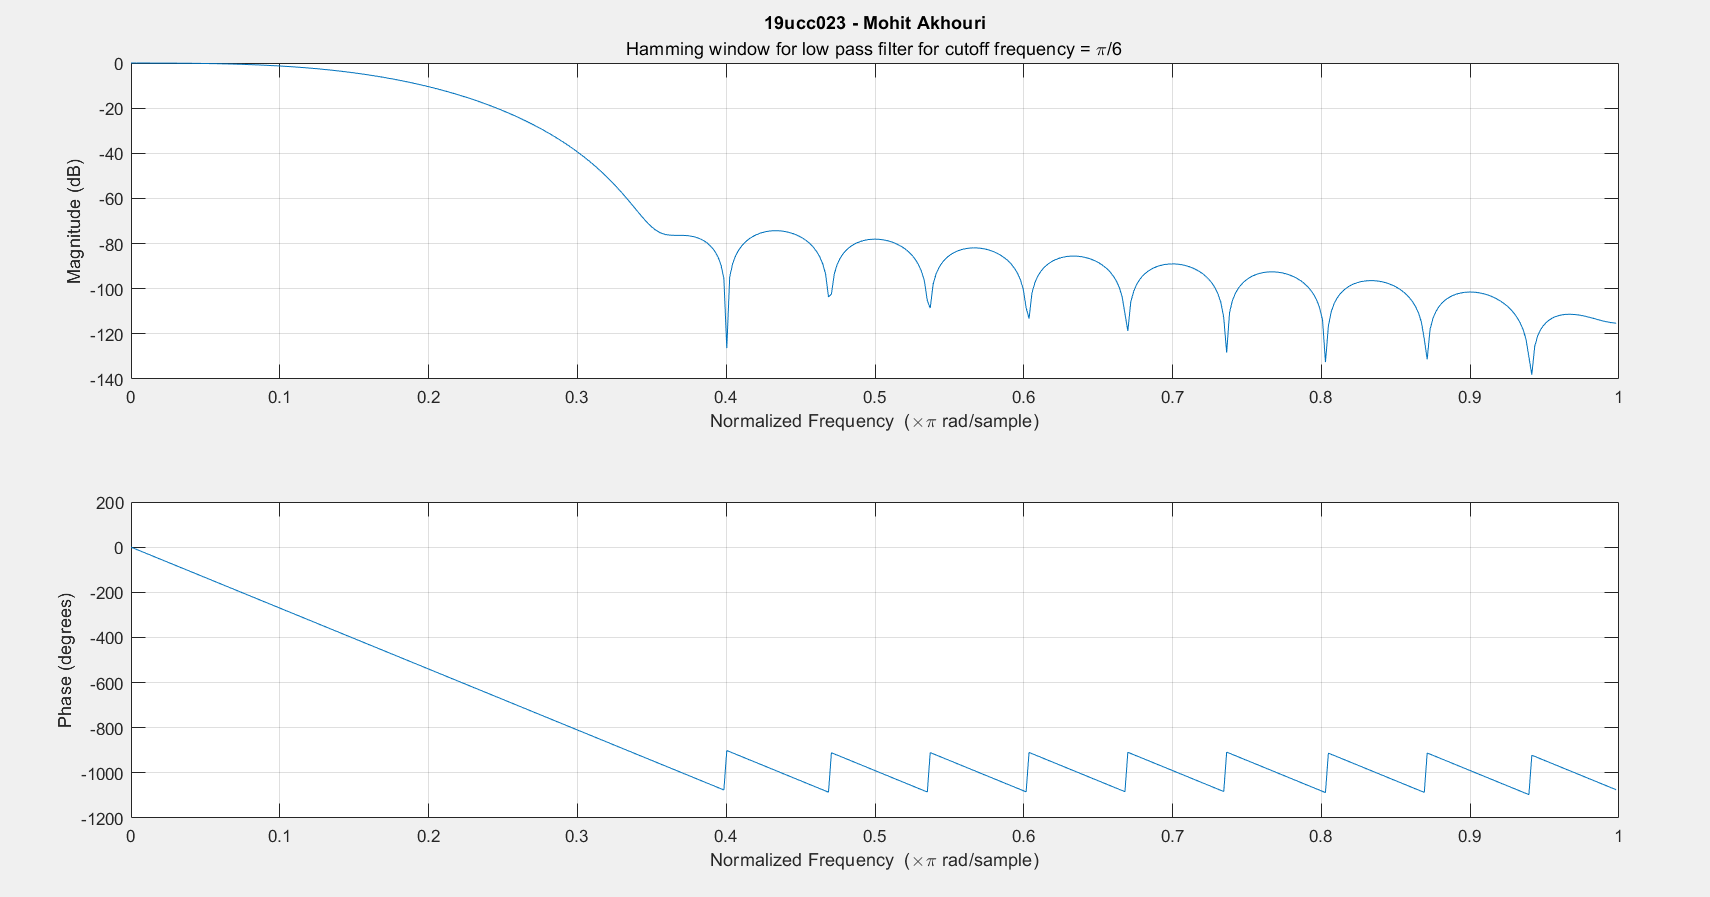 19ucc023 - Mohit Akhouri
Hamming window for low pass filter for cutoff frequency = π/6
0
-20
-40
-60
-80
-100
-120
-140
Magnitude (dB)
0 0.1 0.2 0.3 0.4 0.5 0.6 0.7 0.8 0.9 1
Normalized Frequency (×π rad/sample)
200
0
-200
-400
-600
-800
-1000
-1200
Phase (degrees)
0 0.1 0.2 0.3 0.4 0.5 0.6 0.7 0.8 0.9 1
Normalized Frequency (×π rad/sample)